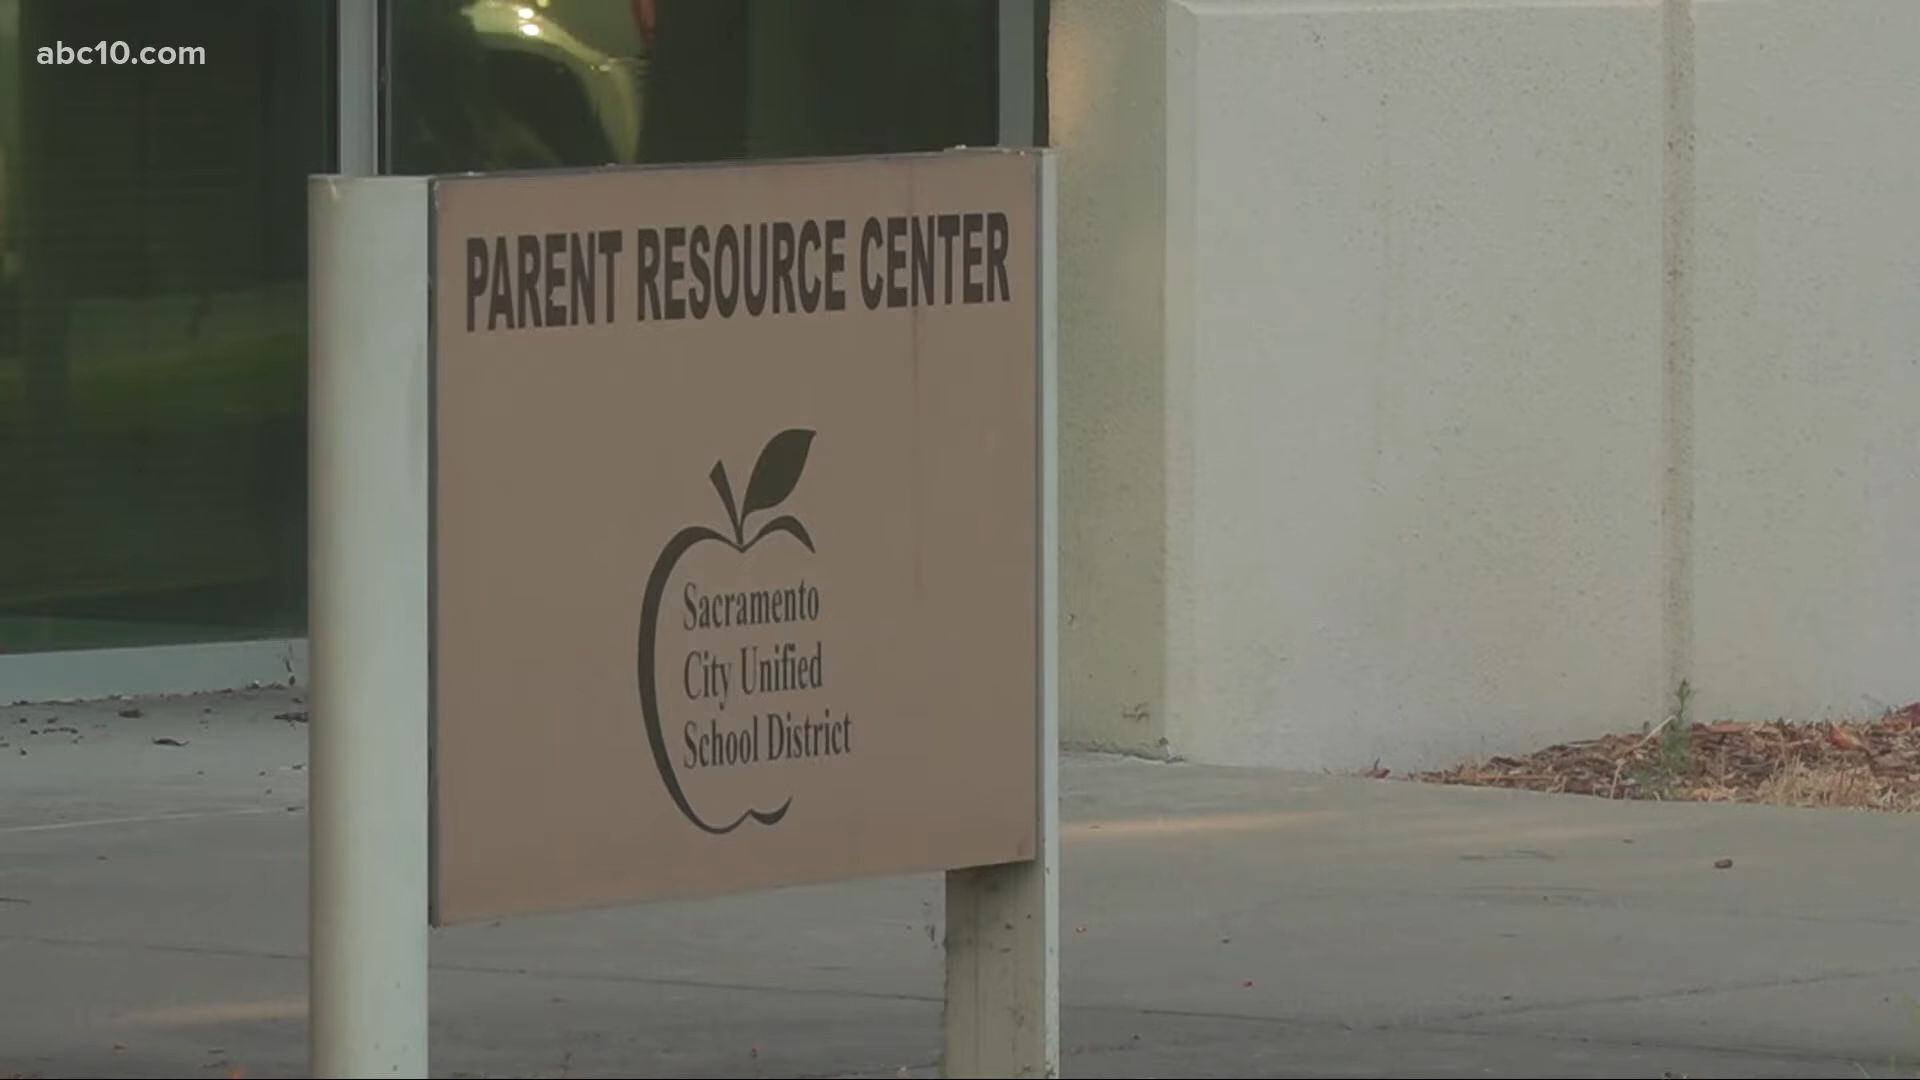 abc10.com
PARENT RESOURCE CENTER
Sacramento
City Unified
School District